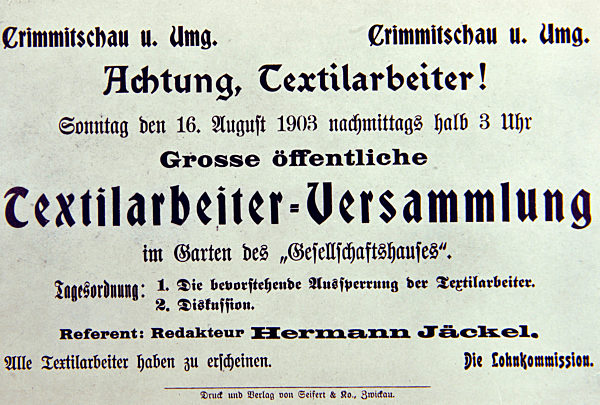 Crimmitschau u. Umg. Crimmitschau u. Umg.
Achtung, Textilarbeiter!
Sonntag den 16. August 1903 nachmittags halb 3 Uhr
Grosse öffentliche
Textilarbeiter-Versammlung
im Garten des „Gesellschaftshauses“.
Tagesordnung: 1. Die bevorstehende Aussperrung der Textilarbeiter.
2. Diskussion.
Referent: Redakteur Hermann Jäckel.
Alle Textilarbeiter haben zu erscheinen. Die Lohnkommission.
Druck und Verlag von Seifert & Ko., Zwickau.